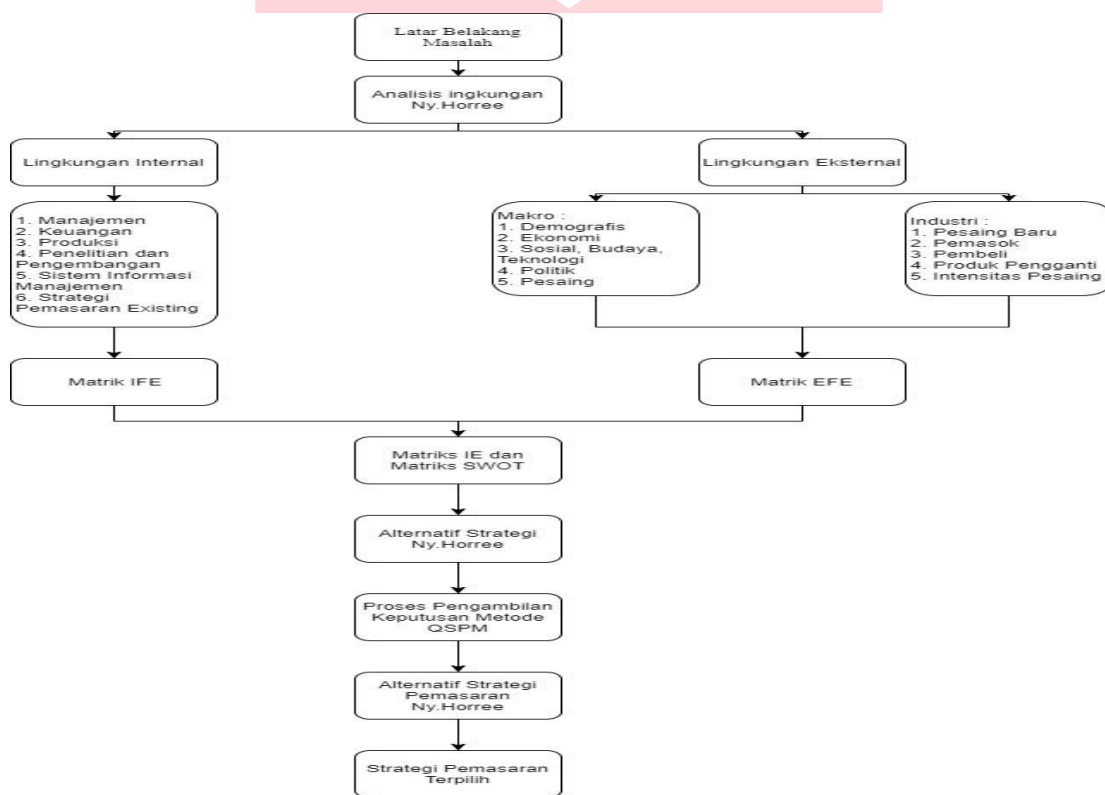 Latar Belakang
Masalah
Analisis ingkungan
Ny.Horree
Lingkungan Internal
Lingkungan Eksternal
1. Manajemen
2. Keuangan
3. Produksi
4. Penelitian dan
Pengembangan
5. Sistem Informasi
Manajemen
6. Strategi
Pemasaran Existing
Makro :
1. Demografis
2. Ekonomi
3. Sosial, Budaya,
Teknologi
4. Politik
5. Pesaing
Industri :
1. Pesaing Baru
2. Pemasok
3. Pembeli
4. Produk Pengganti
5. Intensitas Pesaing
Matrik IFE
Matrik EFE
Matriks IE dan
Matriks SWOT
Alternatif Strategi
Ny.Horree
Proses Pengambilan
Keputusan Metode
QSPM
Alternatif Strategi
Pemasaran
Ny.Horree
Strategi Pemasaran
Terpilih